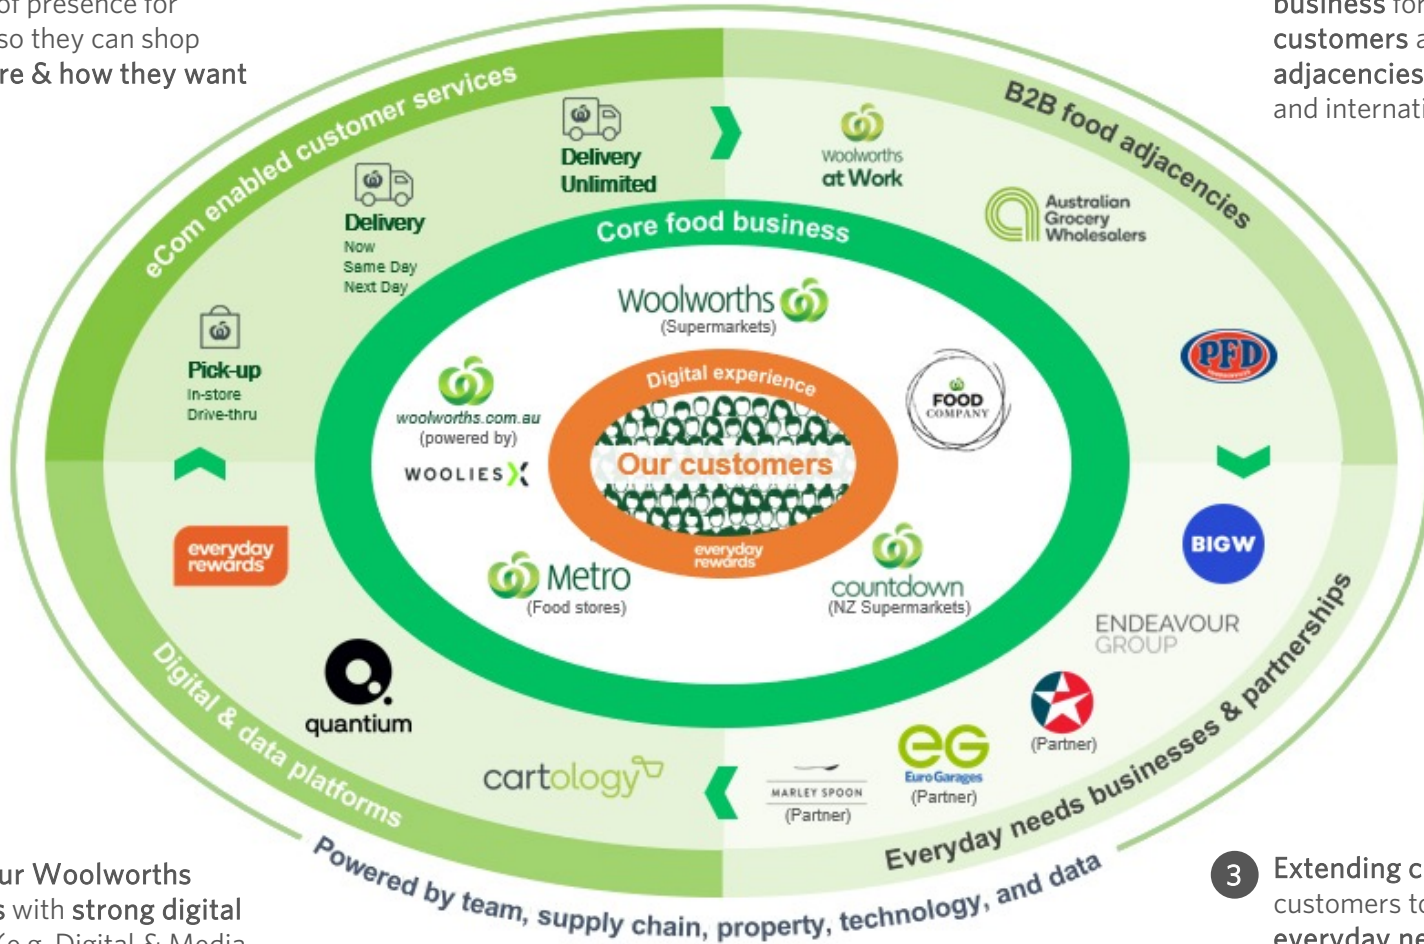 of presence for
so they can shop
re & how they want
business for
customers a
adjacencies
and internati
eCom enabled customer services
Delivery
Unlimited
Delivery
Now
Same Day
Next Day
Pick-up
In-store
Drive-thru
B2B food adjacencies
woolworths
at Work
Australian
Grocery
Wholesalers
PFD
Core food business
Woolworths
(Supermarkets)
woolworths.com.au
(powered by)
WOOLIESX
FOOD
COMPANY
Metro
(Food stores)
countdown
(NZ Supermarkets)
Digital experience
Our customers
everyday
rewards
BIG W
ENDEAVOUR
GROUP
(Partner)
eG
Euro Garages
(Partner)
MARLEY SPOON
(Partner)
Everyday needs businesses & partnerships
everyday
rewards
quantium
cartology
Digital & data platforms
Powered by team, supply chain, property, technology, and data
ur Woolworths
s with strong digital
(e.g. Digital & Media
3 Extending c
customers to
everyday ne